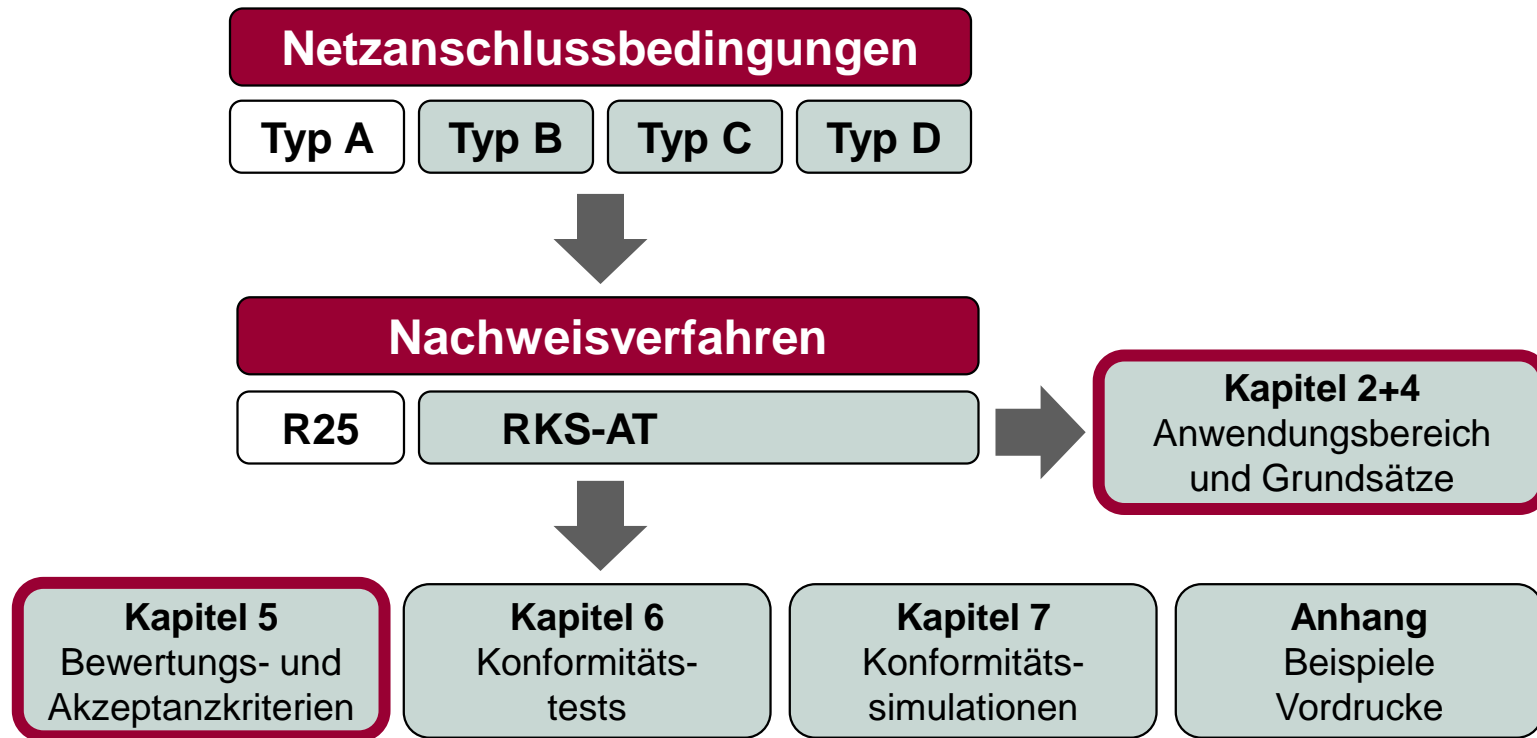 Netzanschlussbedingungen
Typ A
Typ B
Typ C
Typ D
Nachweisverfahren
R25
RKS-AT
Kapitel 2+4
Anwendungsbereich
und Grundsätze
Kapitel 5
Bewertungs- und
Akzeptanzkriterien
Kapitel 6
Konformitäts-
tests
Kapitel 7
Konformitäts-
simulationen
Anhang
Beispiele
Vordrucke